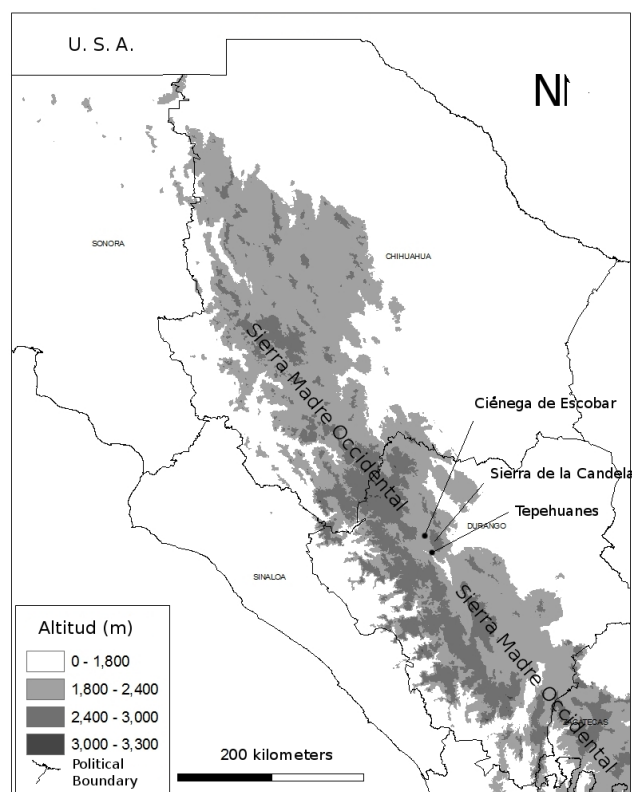 U. S. A.
N
SONORA
CHIHUAHUA
Sierra Madre Occidental
Ciénega de Escobar
Sierra de la Candela
Tepehuanes
DURANGO
SINALOA
Sierra Madre Occidental
ZACATECAS
Altitud (m)
0 - 1,800
1,800 - 2,400
2,400 - 3,000
3,000 - 3,300
Political
Boundary
200 kilometers